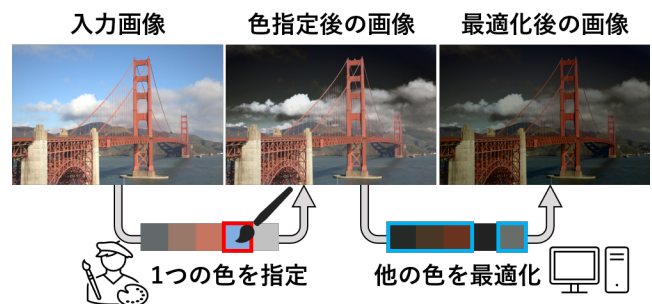 入力画像
色指定後の画像
最適化後の画像
1つの色を指定
他の色を最適化